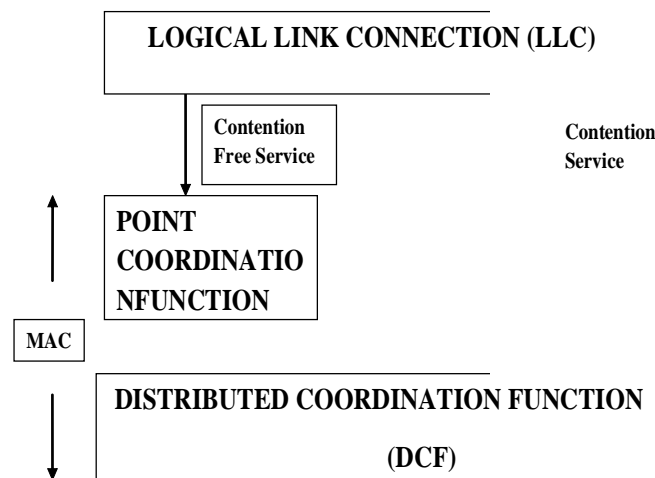 LOGICAL LINK CONNECTION (LLC)
Contention
Free Service
Contention
Service
POINT
COORDINATIO
NFUNCTION
MAC
DISTRIBUTED COORDINATION FUNCTION
(DCF)